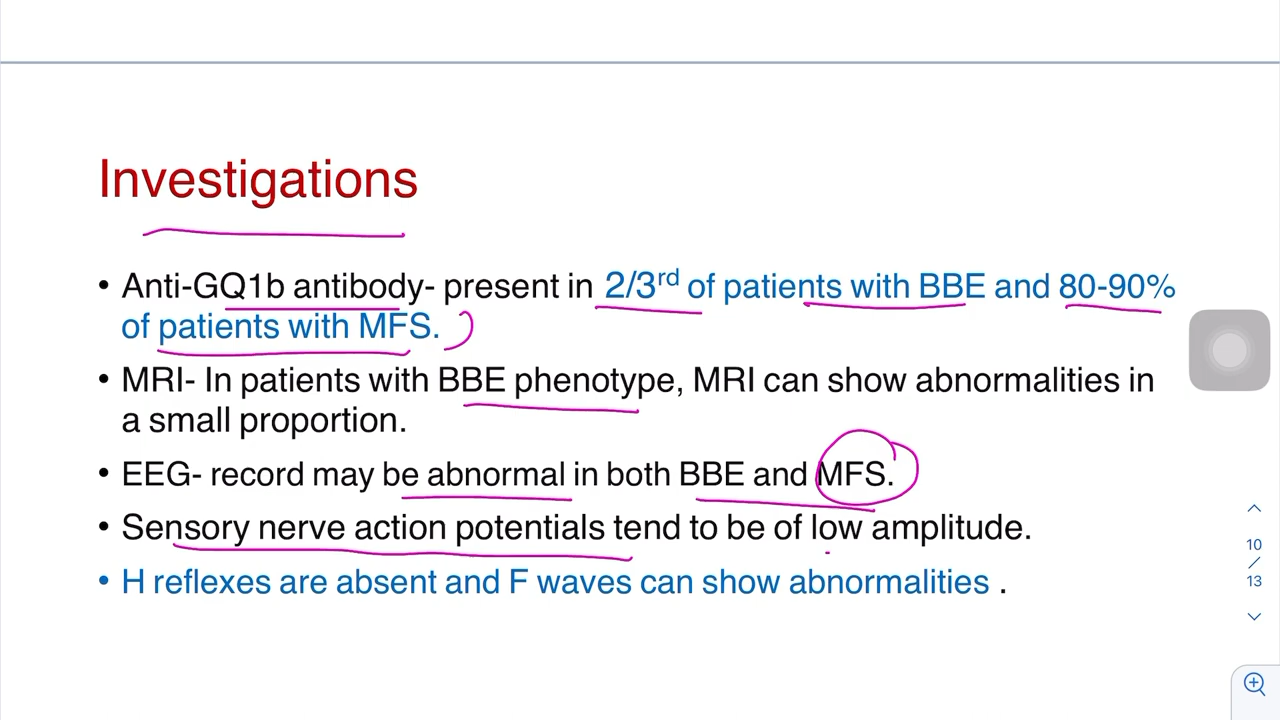 Investigations
• Anti-GQ1b antibody- present in 2/3rd of patients with BBE and 80-90%
of patients with MFS.
• MRI- In patients with BBE phenotype, MRI can show abnormalities in
a small proportion.
• EEG- record may be abnormal in both BBE and MFS.
• Sensory nerve action potentials tend to be of low amplitude.
• H reflexes are absent and F waves can show abnormalities .
10
/
13